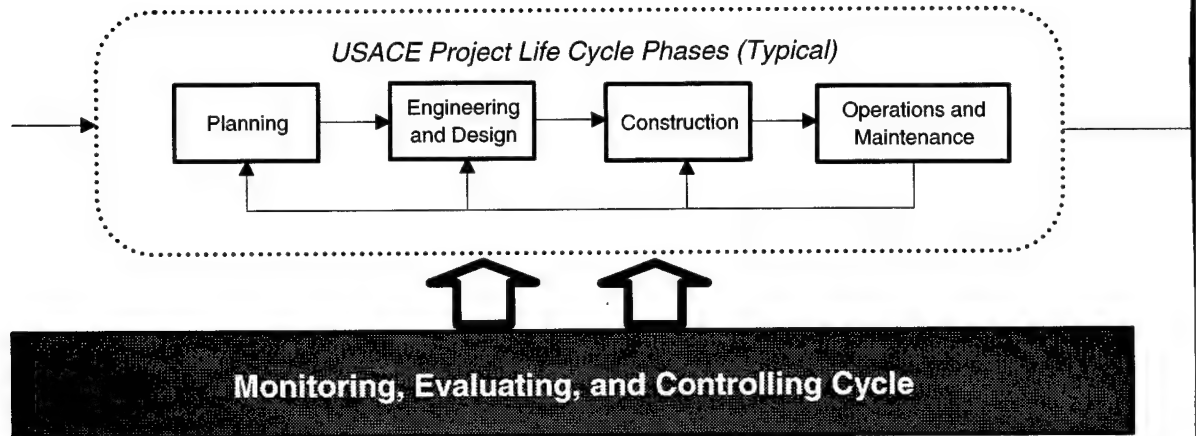 USACE Project Life Cycle Phases (Typical)
Planning
Engineering
and Design
Construction
Operations and
Maintenance
Monitoring, Evaluating, and Controlling Cycle